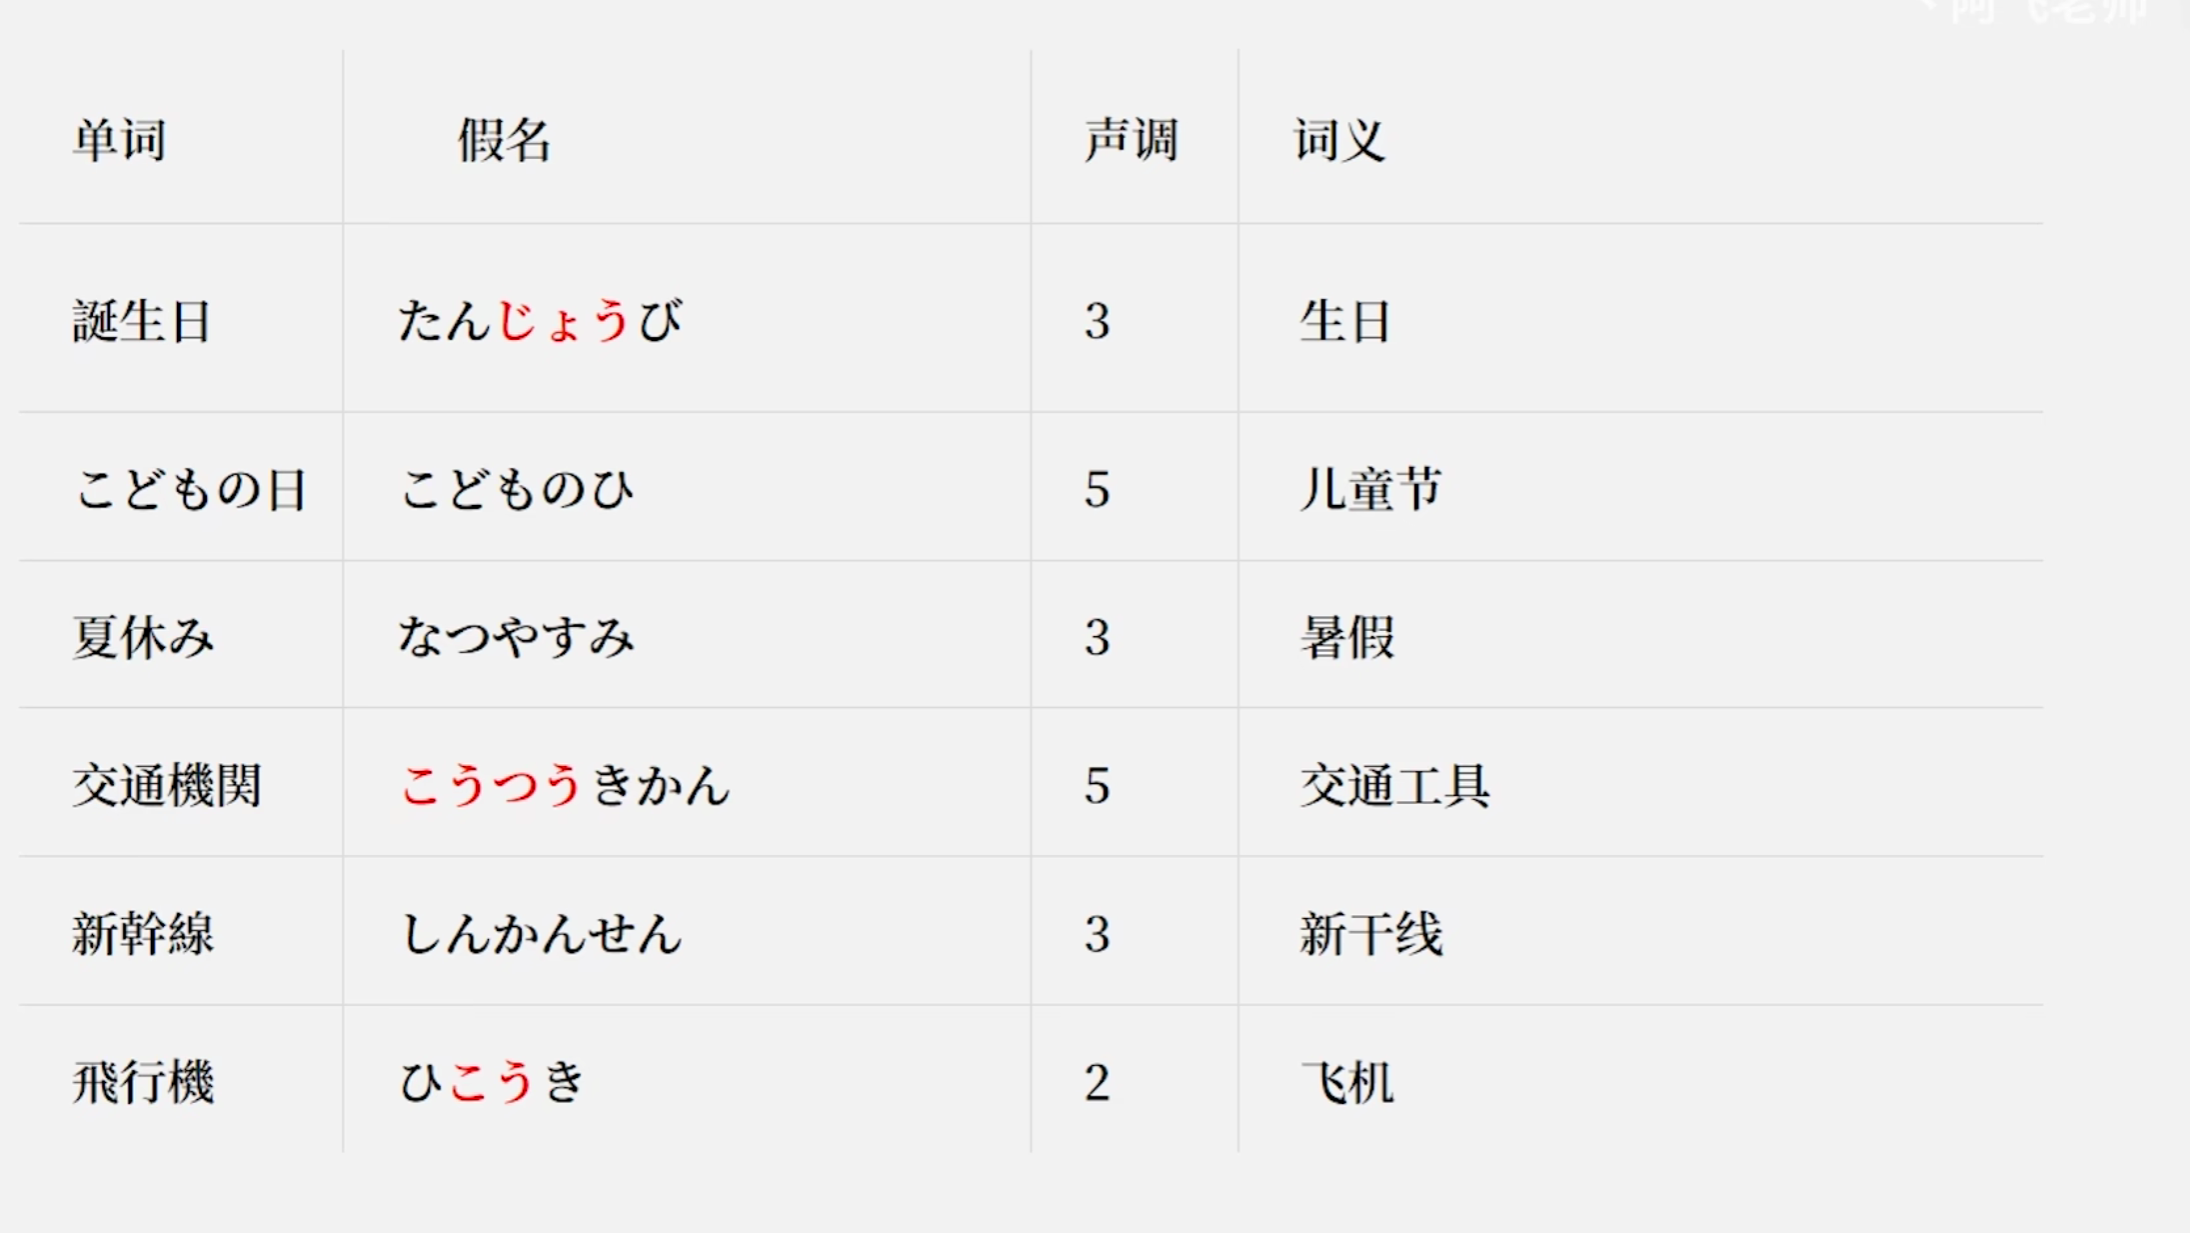 阿飞老师
单词 假名 声调 词义
誕生日 たんじょうび 3 生日
こどもの日 こどものひ 5 儿童节
夏休み なつやすみ 3 暑假
交通機関 こうつうきかん 5 交通工具
新幹線 しんかんせん 3 新干线
飛行機 ひこうき 2 飞机